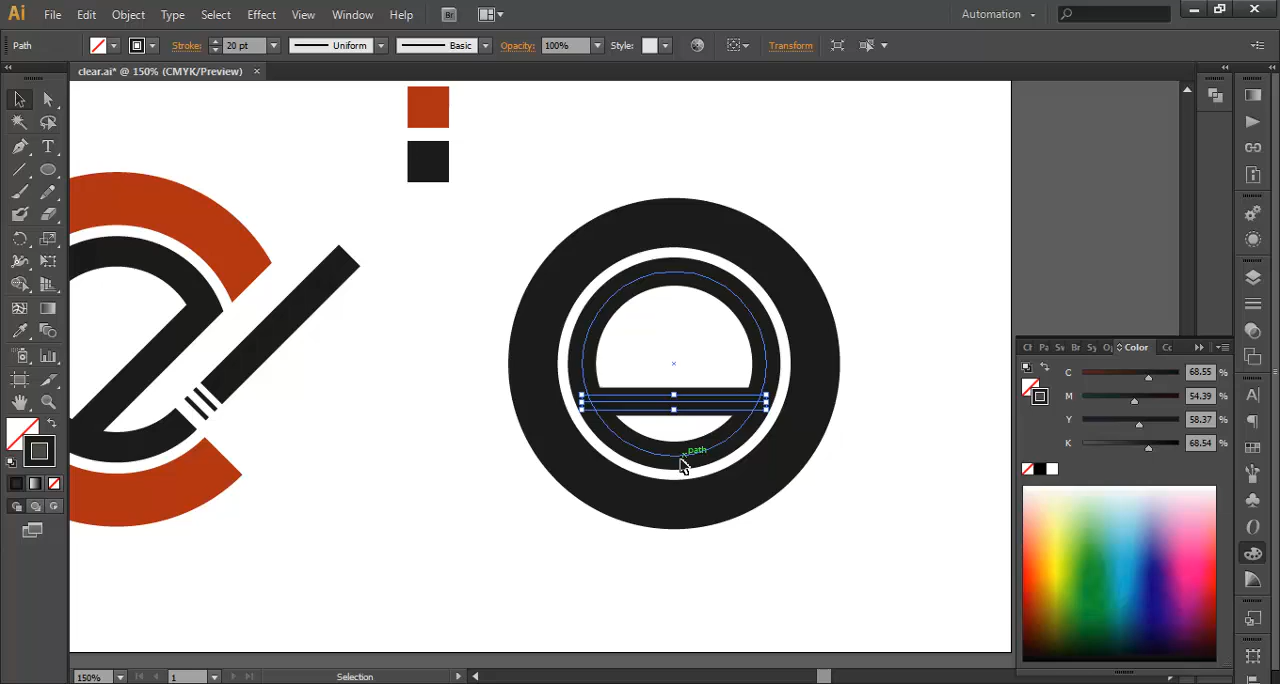 Ai File Edit Object Type Select Effect View Window Help Br Automation
Path Stroke: 20 pt Uniform Basic Opacity: 100% Style: Transform
clear.ai* @ 150% (CMYK/Preview) ×
path
Color
C 68.55 %
M 54.39 %
Y 58.37 %
K 68.54 %
150% 1 Selection